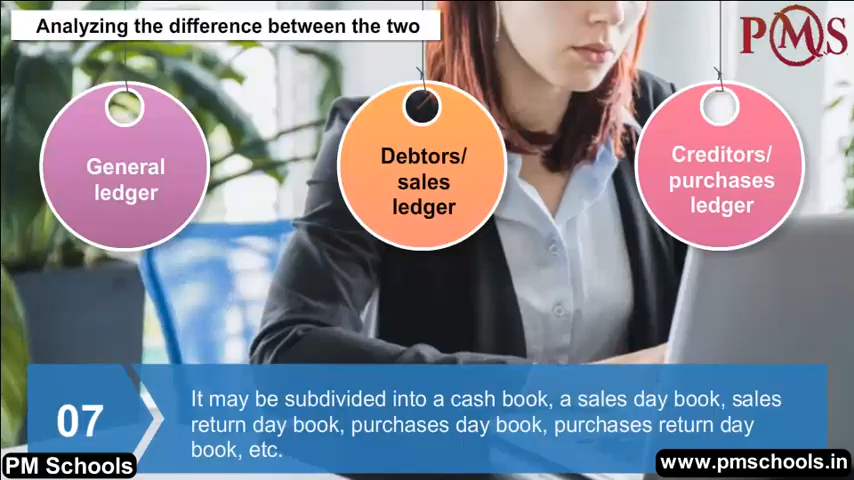 Analyzing the difference between the two
PMS
General
ledger
Debtors/
sales
ledger
Creditors/
purchases
ledger
07
It may be subdivided into a cash book, a sales day book, sales
return day book, purchases day book, purchases return day
book, etc.
PM Schools
www.pmschools.in